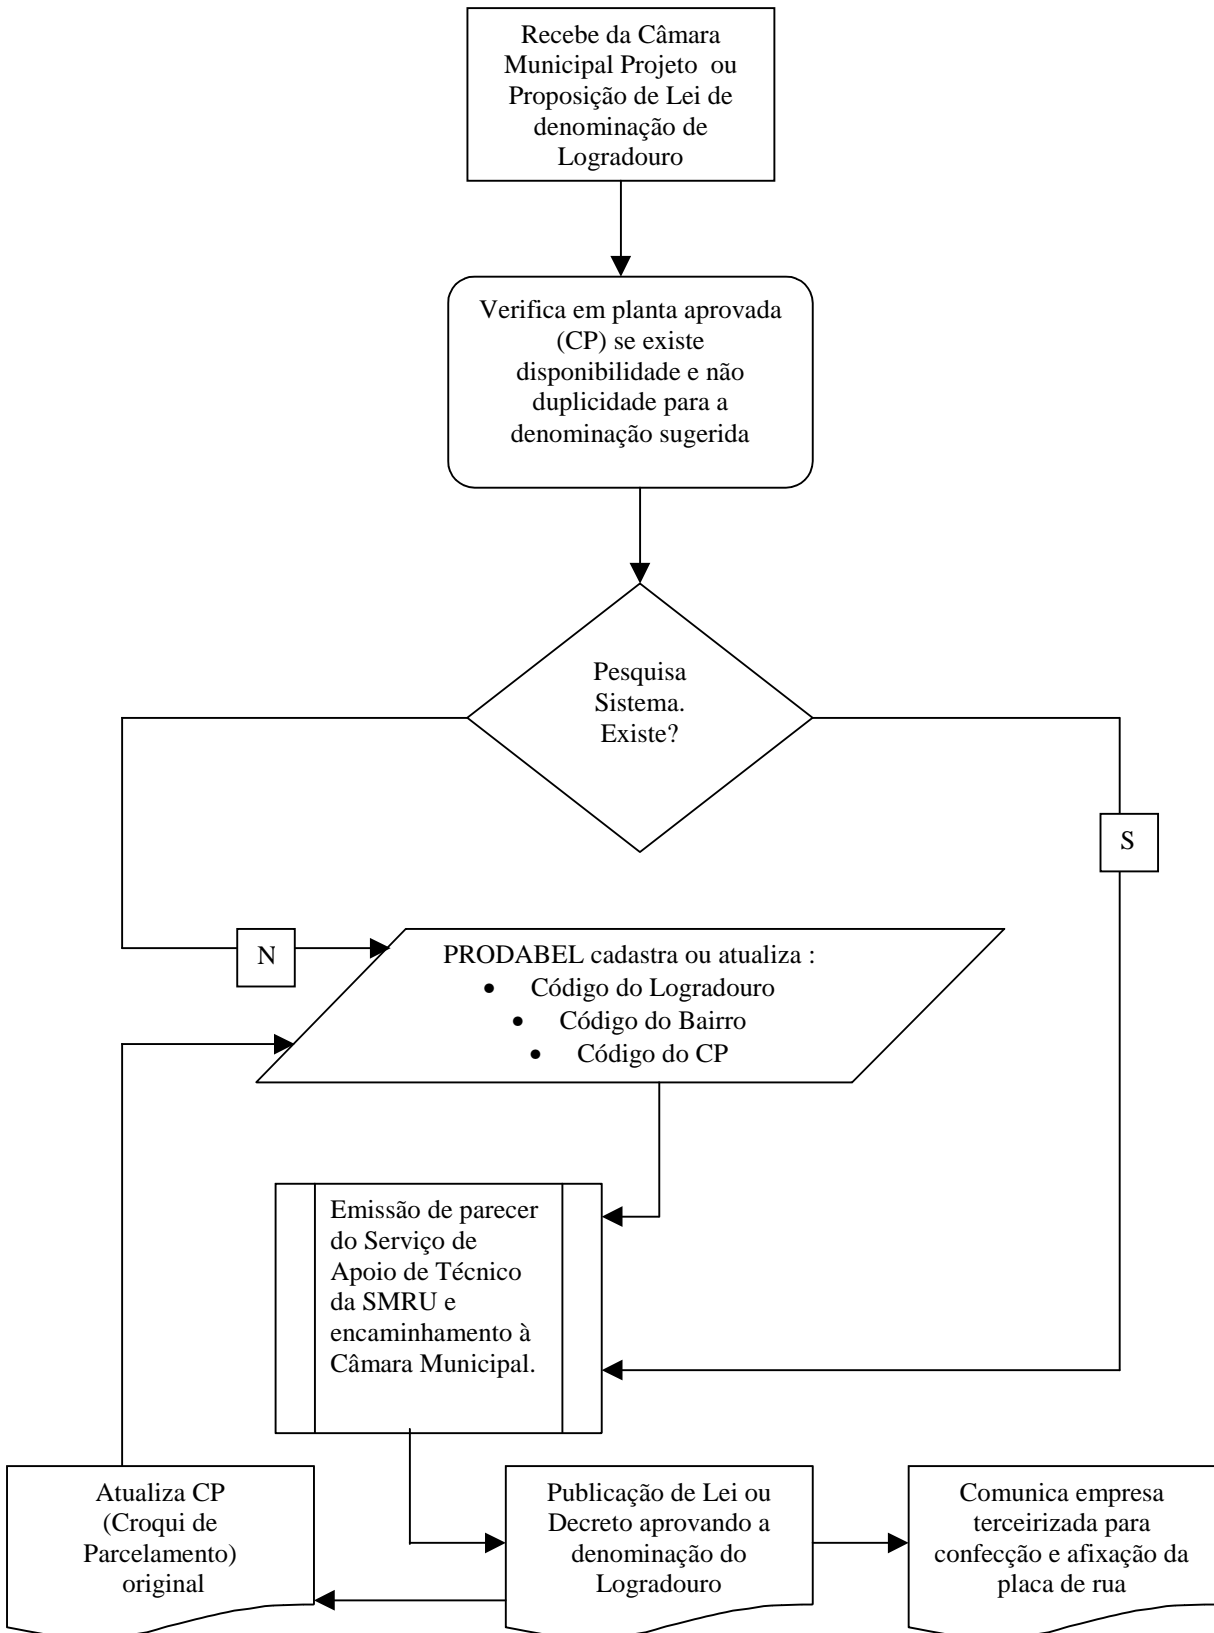 Recebe da Câmara
Municipal Projeto ou
Proposição de Lei de
denominação de
Logradouro
Verifica em planta aprovada
(CP) se existe
disponibilidade e não
duplicidade para a
denominação sugerida
Pesquisa
Sistema.
Existe?
S
N
PRODABEL cadastra ou atualiza :
• Código do Logradouro
• Código do Bairro
• Código do CP
Emissão de parecer
do Serviço de
Apoio de Técnico
da SMRU e
encaminhamento à
Câmara Municipal.
Atualiza CP
(Croqui de
Parcelamento)
original
Publicação de Lei ou
Decreto aprovando a
denominação do
Logradouro
Comunica empresa
terceirizada para
confecção e afixação da
placa de rua